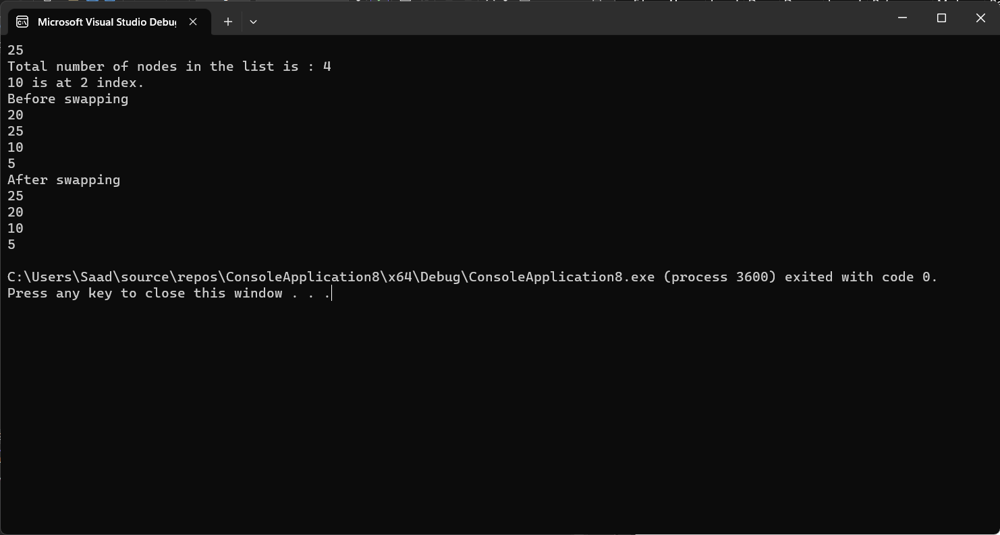 Microsoft Visual Studio Debu
25
Total number of nodes in the list is : 4
10 is at 2 index.
Before swapping
20
25
10
5
After swapping
25
20
10
5
C:\Users\Saad\source\repos\ConsoleApplication8\x64\Debug\ConsoleApplication8.exe (process 3600) exited with code 0.
Press any key to close this window . . .